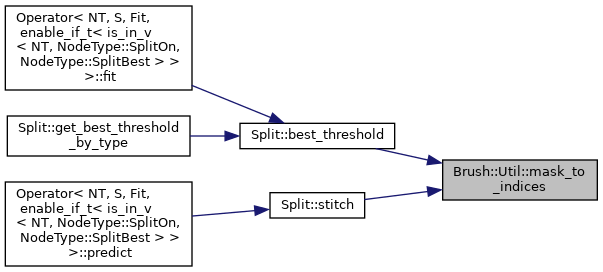 Operator< NT, S, Fit,
enable_if_t< is_in_v
< NT, NodeType::SplitOn,
NodeType::SplitBest > >
>::fit
Split::get_best_threshold
_by_type
Split::best_threshold
Brush::Util::mask_to
_indices
Split::stitch
Operator< NT, S, Fit,
enable_if_t< is_in_v
< NT, NodeType::SplitOn,
NodeType::SplitBest > >
>::predict